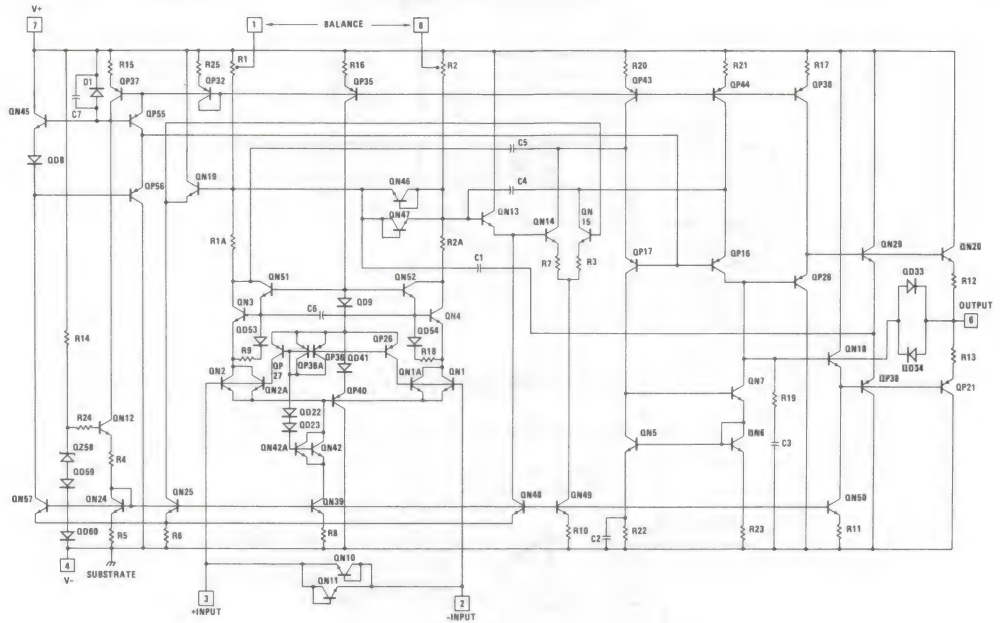 V+
7
1
BALANCE
8
R15
R25
R1
R16
R2
R20
R21
R17
D1
QP37
QP32
QP35
QP43
QP44
QP38
C7
QN45
QP55
C5
QD8
QN19
QN46
C4
QP56
QN47
QN13
QN14
QN
15
QN29
QN20
R1A
R2A
R7
R3
QP17
QP16
C1
QP26
QD33
R12
QN51
QN52
QD9
OUTPUT
6
QN3
C6
QN4
R14
QD53
QD54
QP26
QN18
QD34
R13
R9
QP
27
QP36A
QP36
QD41
R18
QN2
QN2A
QN1A
QN1
QN7
QP30
QP21
QP40
R19
R24
QN12
QD22
QD23
QN5
QN6
C3
QZ58
R4
QN42A
QN42
QD59
QN57
QN24
QN25
QN39
QN48
QN49
QN50
QD60
R5
R6
R8
R10
C2
R22
R23
R11
4
V-
SUBSTRATE
QN10
3
+INPUT
QN11
2
-INPUT